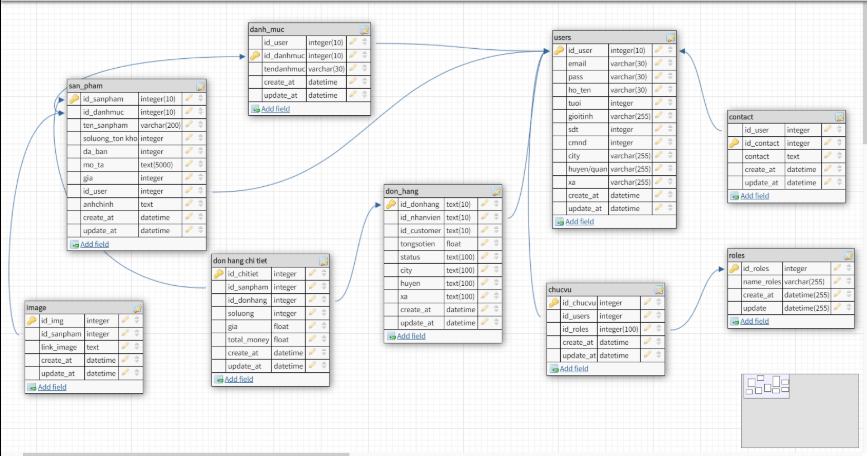 danh_muc
id_user integer(10)
id_danhmuc integer(10)
tendanhmuc varchar(30)
create_at datetime
update_at datetime
Add field
users
id_user integer(10)
email varchar(30)
pass varchar(30)
ho_ten varchar(30)
tuoi integer
gioitinh varchar(255)
sdt integer
cmnd integer
city varchar(255)
huyen/quan varchar(255)
xa varchar(255)
create_at datetime
update_at datetime
Add field
san_pham
id_sanpham integer(10)
id_danhmuc integer(10)
ten_sanpham varchar(200)
soluong_ton kho integer
da_ban integer
mo_ta text(5000)
gia integer
id_user integer
anhchinh text
create_at datetime
update_at datetime
Add field
contact
id_user integer
id_contact integer
contact text
create_at datetime
update_at datetime
Add field
don_hang
id_donhang text(10)
id_nhanvien text(10)
id_customer text(10)
tongsotien float
status text(100)
city text(100)
huyen text(100)
xa text(100)
create_at datetime
update_at datetime
Add field
don hang chi tiet
id_chitiet integer
id_sanpham integer
id_donhang integer
soluong integer
gia float
total_money float
create_at datetime
update_at datetime
Add field
roles
id_roles integer
name_roles varchar(255)
create_at datetime(255)
update datetime(255)
Add field
chucvu
id_chucvu integer
id_users integer
id_roles integer(100)
create_at datetime
update_at datetime
Add field
image
id_img integer
id_sanpham integer
link_image text
create_at datetime
update_at datetime
Add field